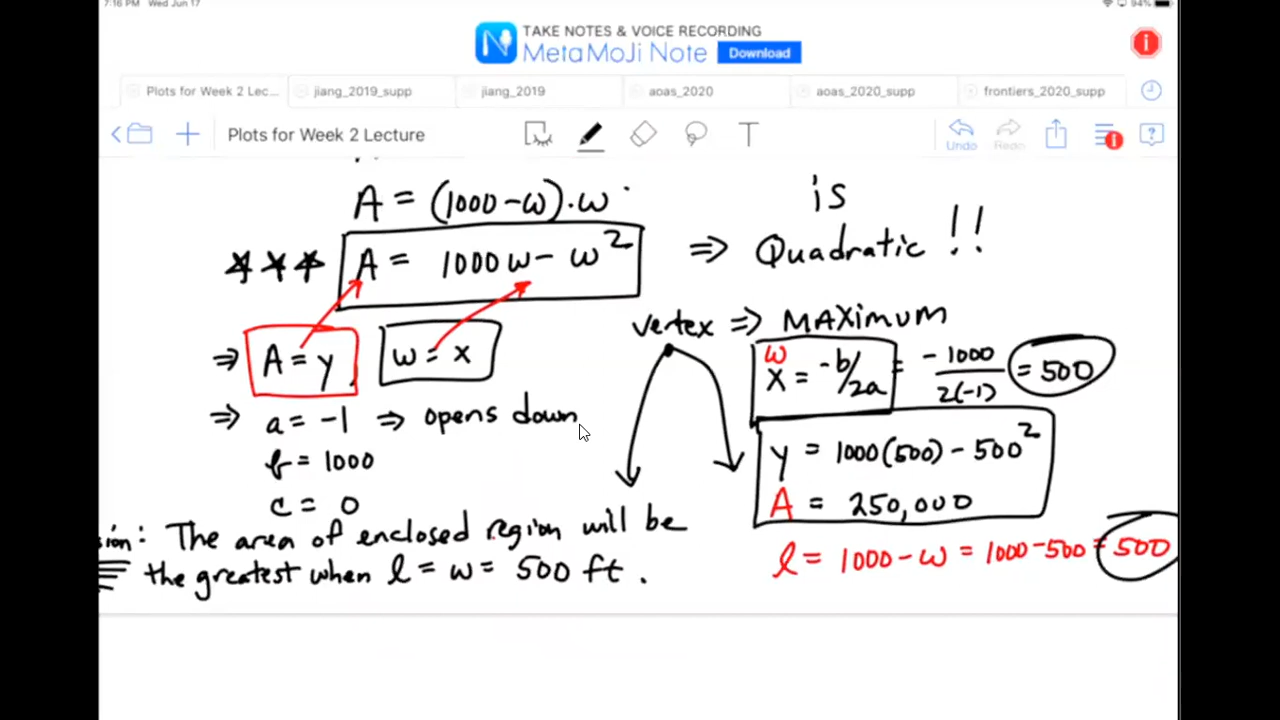 7:16 PM Wed Jun 17
94%
TAKE NOTES & VOICE RECORDING
MetaMoJi Note Download
Plots for Week 2 Lec...
jiang_2019_supp
jiang_2019
aoas_2020
aoas_2020_supp
frontiers_2020_supp
Plots for Week 2 Lecture
T
Undo
Redo
A = (1000-w)·w
is
A = 1000w - w²
⇒ Quadratic !!
⇒ A = y
w = x
vertex ⇒ MAXIMUM
w
x = -b/2a = -1000/2(-1) = 500
⇒ a = -1 ⇒ opens down
b = 1000
c = 0
y = 1000(500) - 500²
A = 250,000
sion: The area of enclosed region will be
the greatest when l = w = 500 ft.
l = 1000-w = 1000-500 = 500